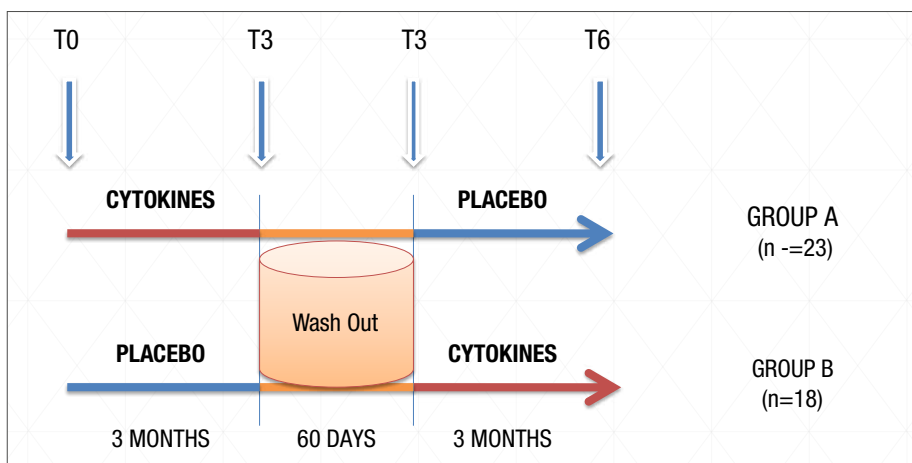 T0 T3 T3 T6
CYTOKINES PLACEBO
GROUP A
(n -=23)
Wash Out
PLACEBO CYTOKINES
GROUP B
(n=18)
3 MONTHS 60 DAYS 3 MONTHS